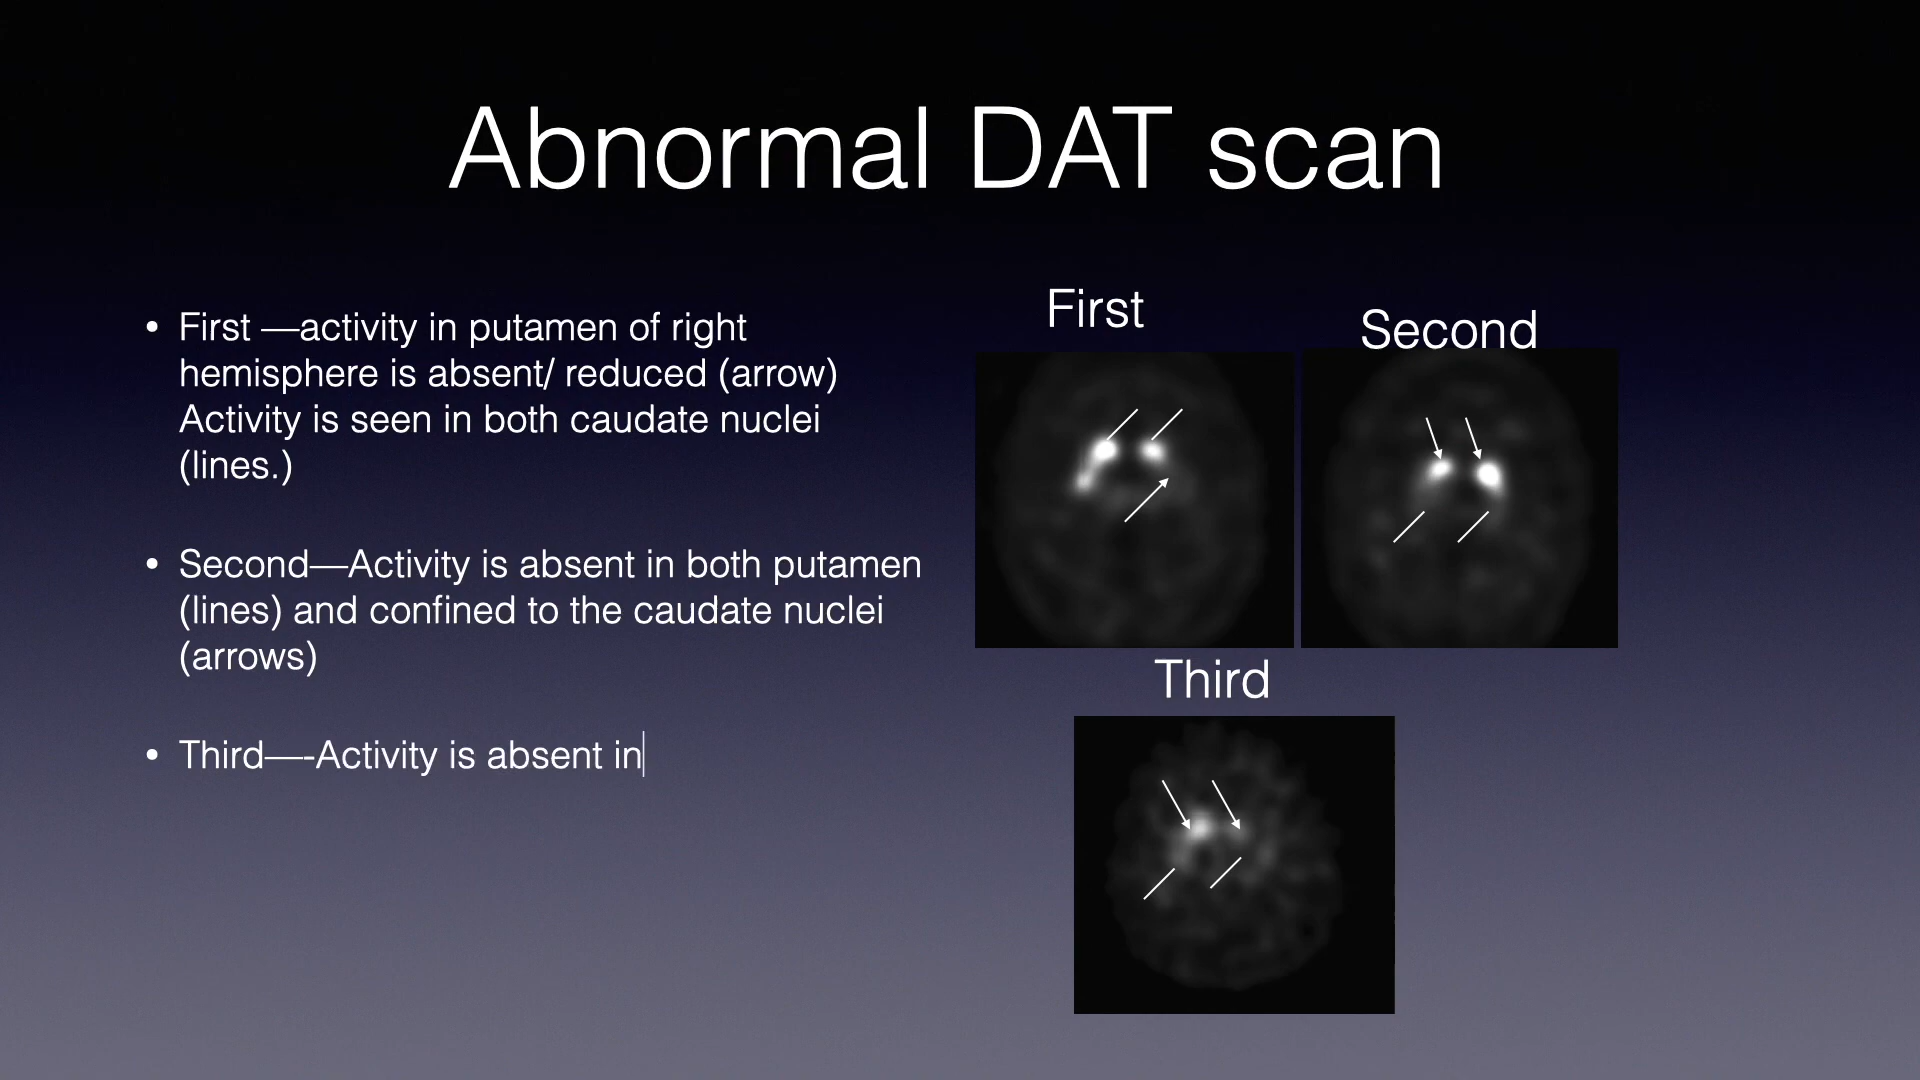 Abnormal DAT scan
• First —activity in putamen of right
hemisphere is absent/ reduced (arrow)
Activity is seen in both caudate nuclei
(lines.)
• Second—Activity is absent in both putamen
(lines) and confined to the caudate nuclei
(arrows)
• Third—-Activity is absent in
First
Second
Third